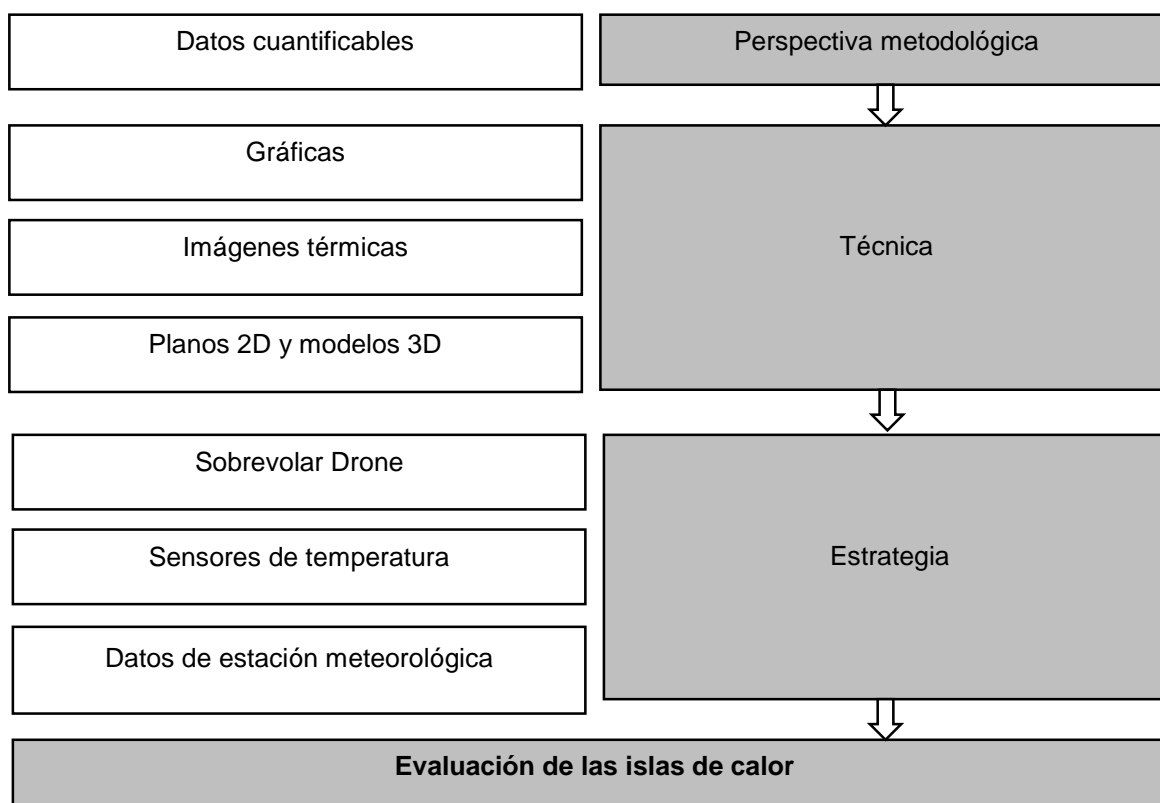 Datos cuantificables
Perspectiva metodológica
Gráficas
Imágenes térmicas
Técnica
Planos 2D y modelos 3D
Sobrevolar Drone
Sensores de temperatura
Estrategia
Datos de estación meteorológica
Evaluación de las islas de calor